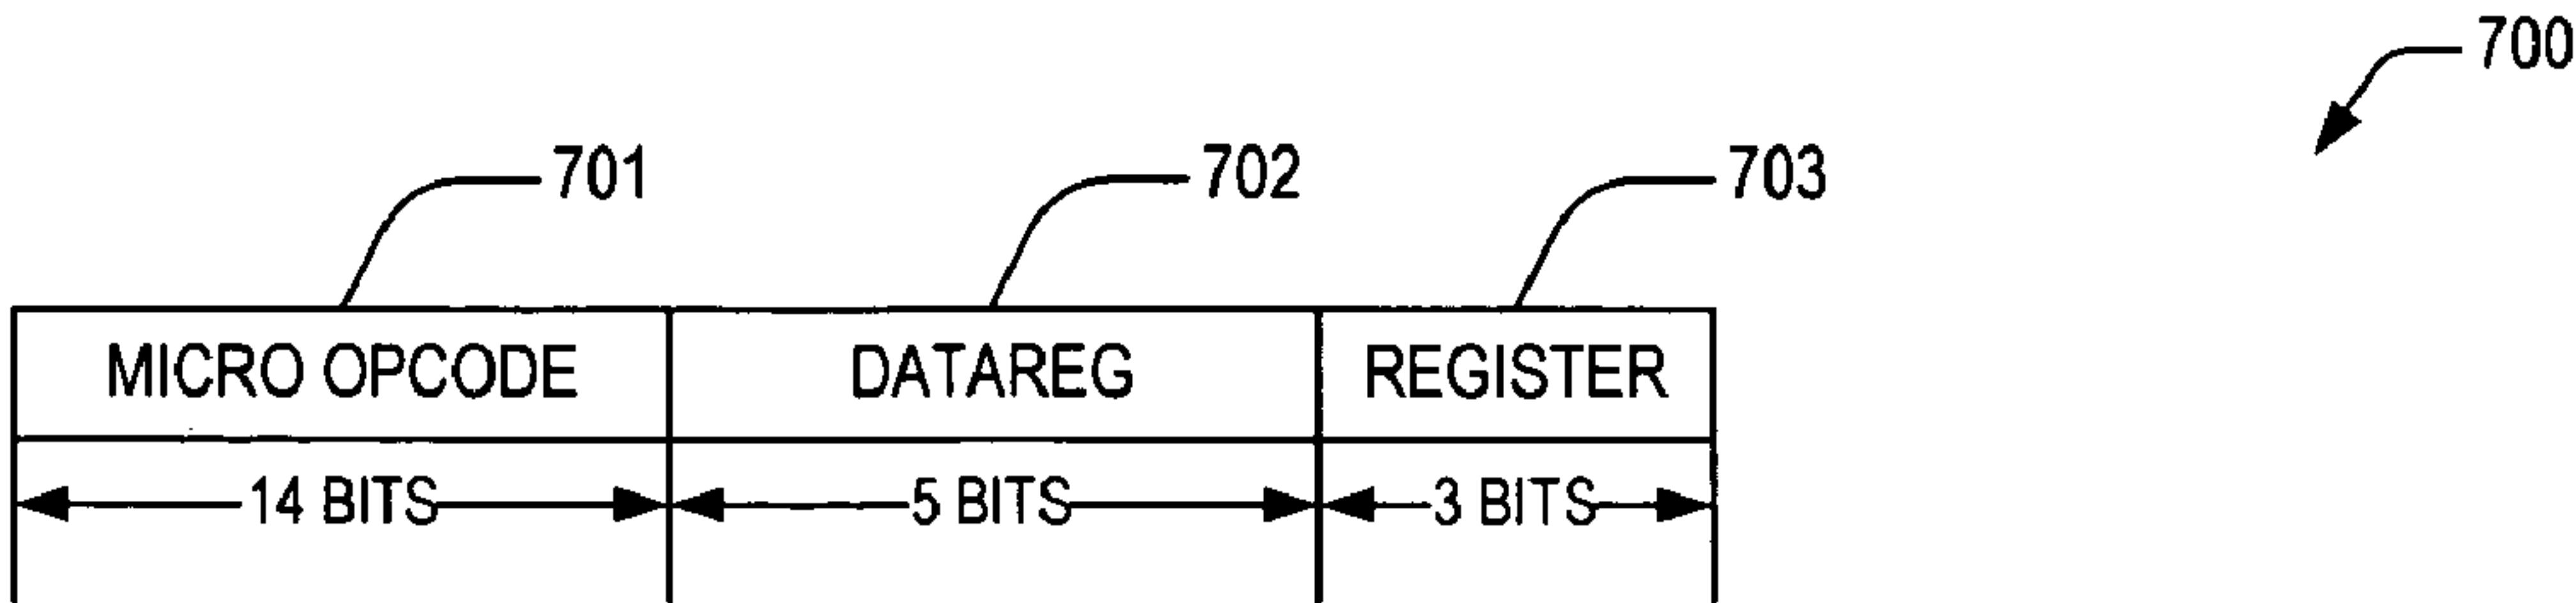 700
701 702 703
MICRO OPCODE DATAREG REGISTER
14 BITS 5 BITS 3 BITS